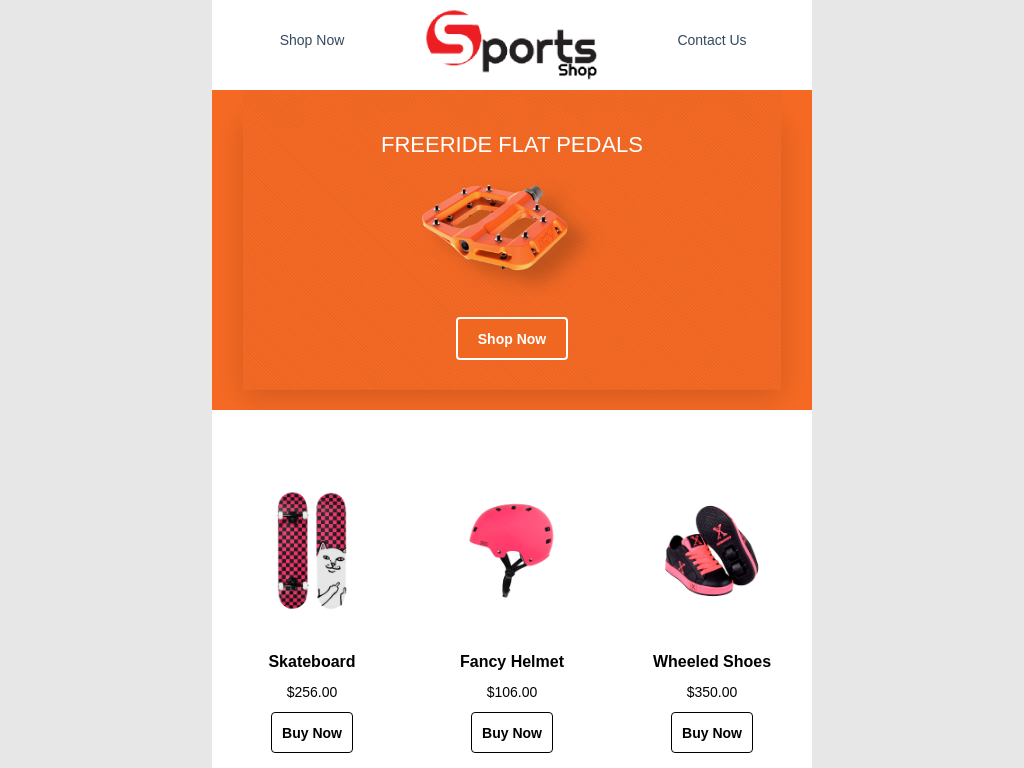 Shop Now
Sports
Shop
Contact Us
FREERIDE FLAT PEDALS
Shop Now
Skateboard
Fancy Helmet
Wheeled Shoes
$256.00
$106.00
$350.00
Buy Now
Buy Now
Buy Now